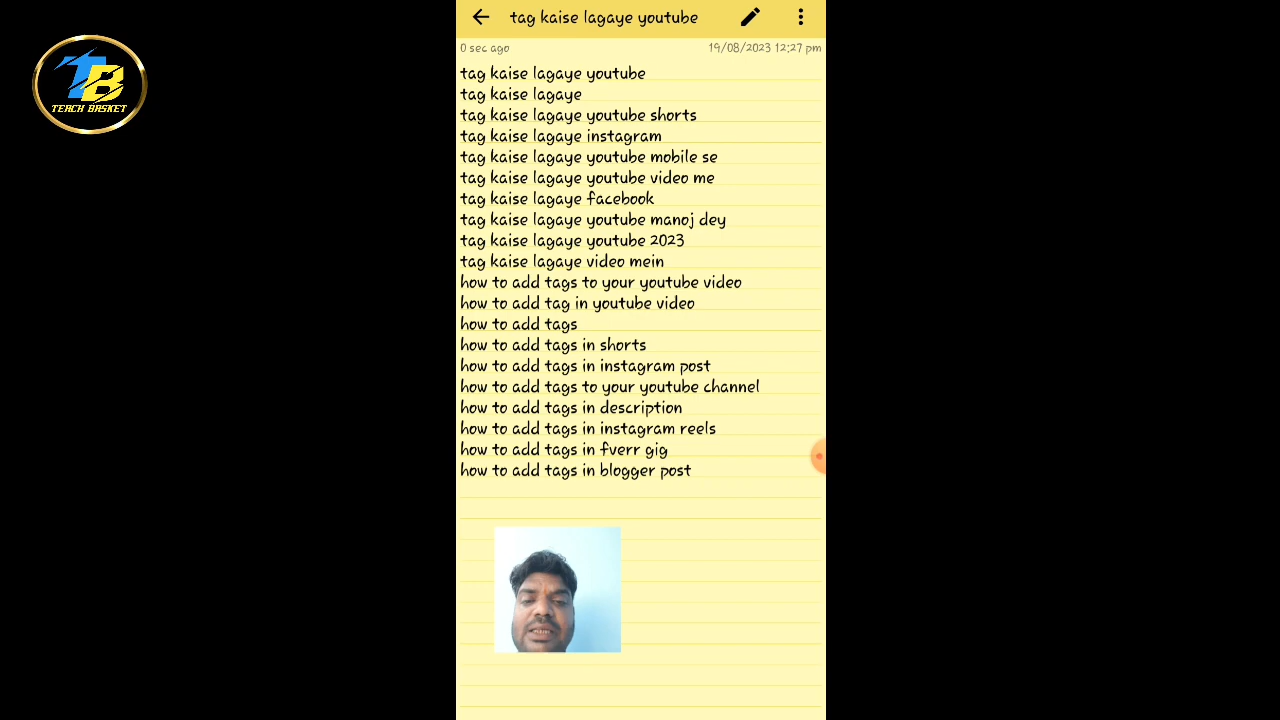 TB
TEACH BASKET
tag kaise lagaye youtube
0 sec ago 19/08/2023 12:27 pm
tag kaise lagaye youtube
tag kaise lagaye
tag kaise lagaye youtube shorts
tag kaise lagaye instagram
tag kaise lagaye youtube mobile se
tag kaise lagaye youtube video me
tag kaise lagaye facebook
tag kaise lagaye youtube manoj dey
tag kaise lagaye youtube 2023
tag kaise lagaye video mein
how to add tags to your youtube video
how to add tag in youtube video
how to add tags
how to add tags in shorts
how to add tags in instagram post
how to add tags to your youtube channel
how to add tags in description
how to add tags in instagram reels
how to add tags in fverr gig
how to add tags in blogger post